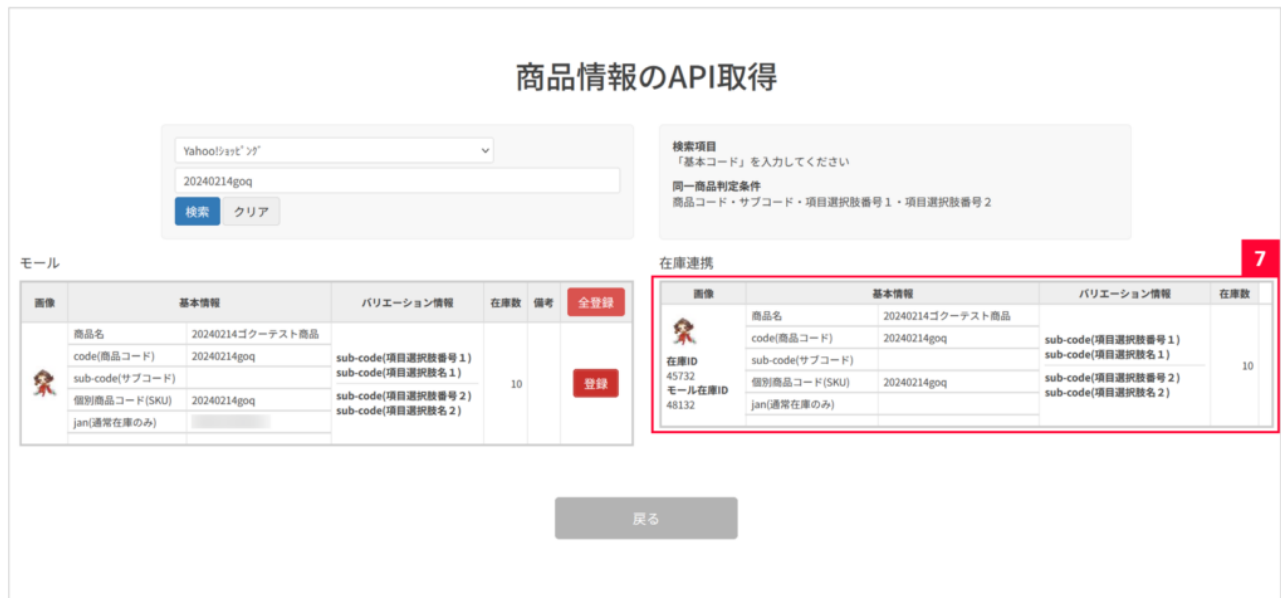 商品情報のAPI取得
Yahoo!ｼｮｯﾋﾟﾝｸﾞ
20240214goq
検索 クリア
検索項目
「基本コード」を入力してください
同一商品判定条件
商品コード・サブコード・項目選択肢番号１・項目選択肢番号２
モール
画像 基本情報 バリエーション情報 在庫数 備考 全登録
商品名 20240214ゴクーテスト商品
code(商品コード) 20240214goq
sub-code(サブコード)
個別商品コード(SKU) 20240214goq
jan(通常在庫のみ)
sub-code(項目選択肢番号１)
sub-code(項目選択肢名１)
sub-code(項目選択肢番号２)
sub-code(項目選択肢名２)
10
登録
在庫連携
7
画像 基本情報 バリエーション情報 在庫数
在庫ID
45732
モール在庫ID
48132
商品名 20240214ゴクーテスト商品
code(商品コード) 20240214goq
sub-code(サブコード)
個別商品コード(SKU) 20240214goq
jan(通常在庫のみ)
sub-code(項目選択肢番号１)
sub-code(項目選択肢名１)
sub-code(項目選択肢番号２)
sub-code(項目選択肢名２)
10
戻る